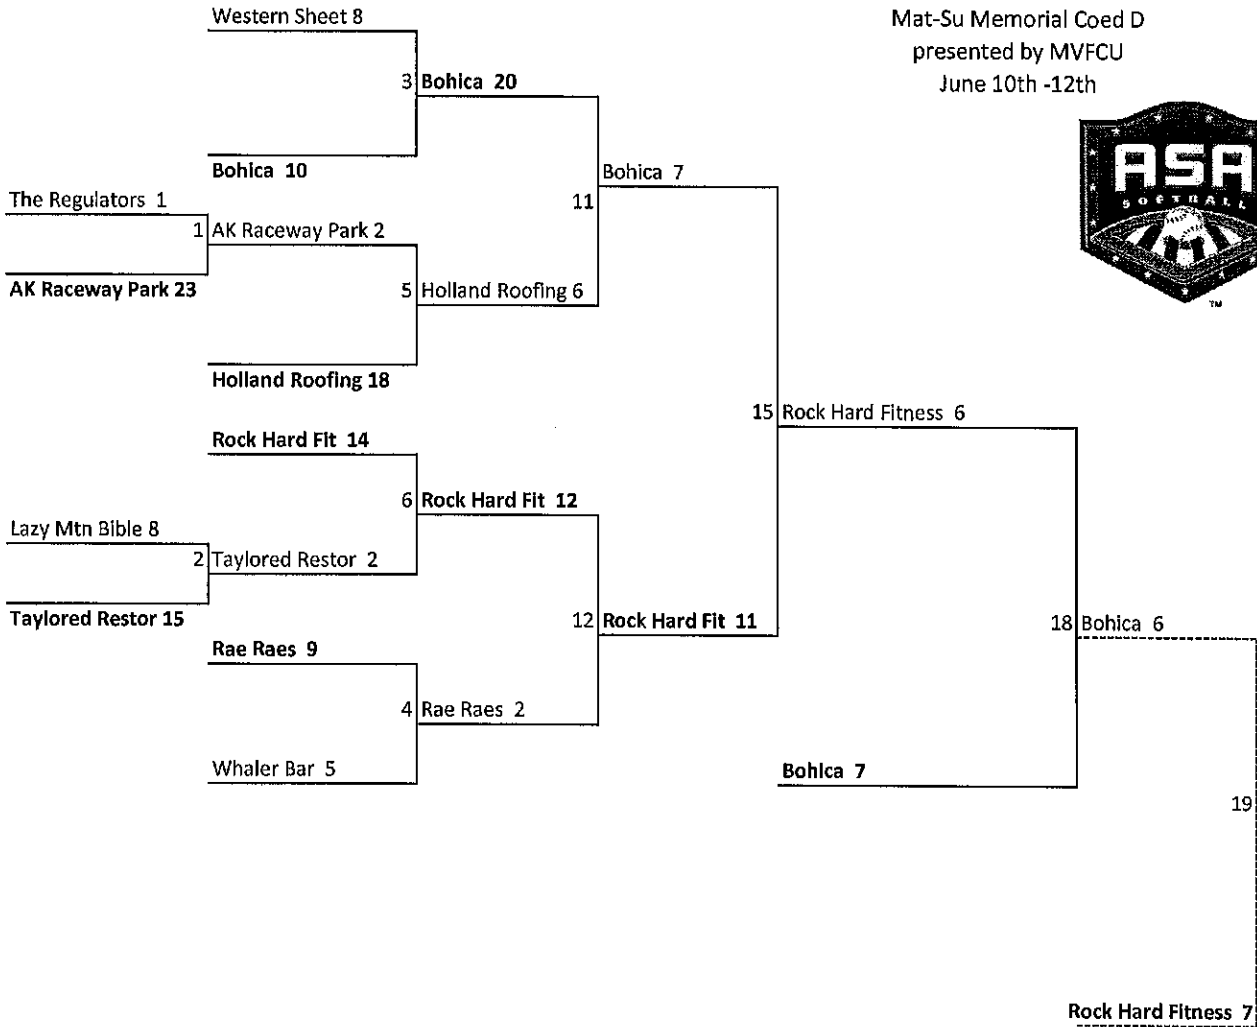 Western Sheet 8
Mat-Su Memorial Coed D
presented by MVFCU
June 10th -12th
3 Bohica 20
ASA
SOFTBALL
TM
Bohica 10
Bohica 7
The Regulators 1
11
1 AK Raceway Park 2
AK Raceway Park 23
5 Holland Roofing 6
Holland Roofing 18
15 Rock Hard Fitness 6
Rock Hard Fit 14
6 Rock Hard Fit 12
Lazy Mtn Bible 8
2 Taylored Restor 2
Taylored Restor 15
12 Rock Hard Fit 11
18 Bohica 6
Rae Raes 9
4 Rae Raes 2
Whaler Bar 5
Bohica 7
19
Rock Hard Fitness 7